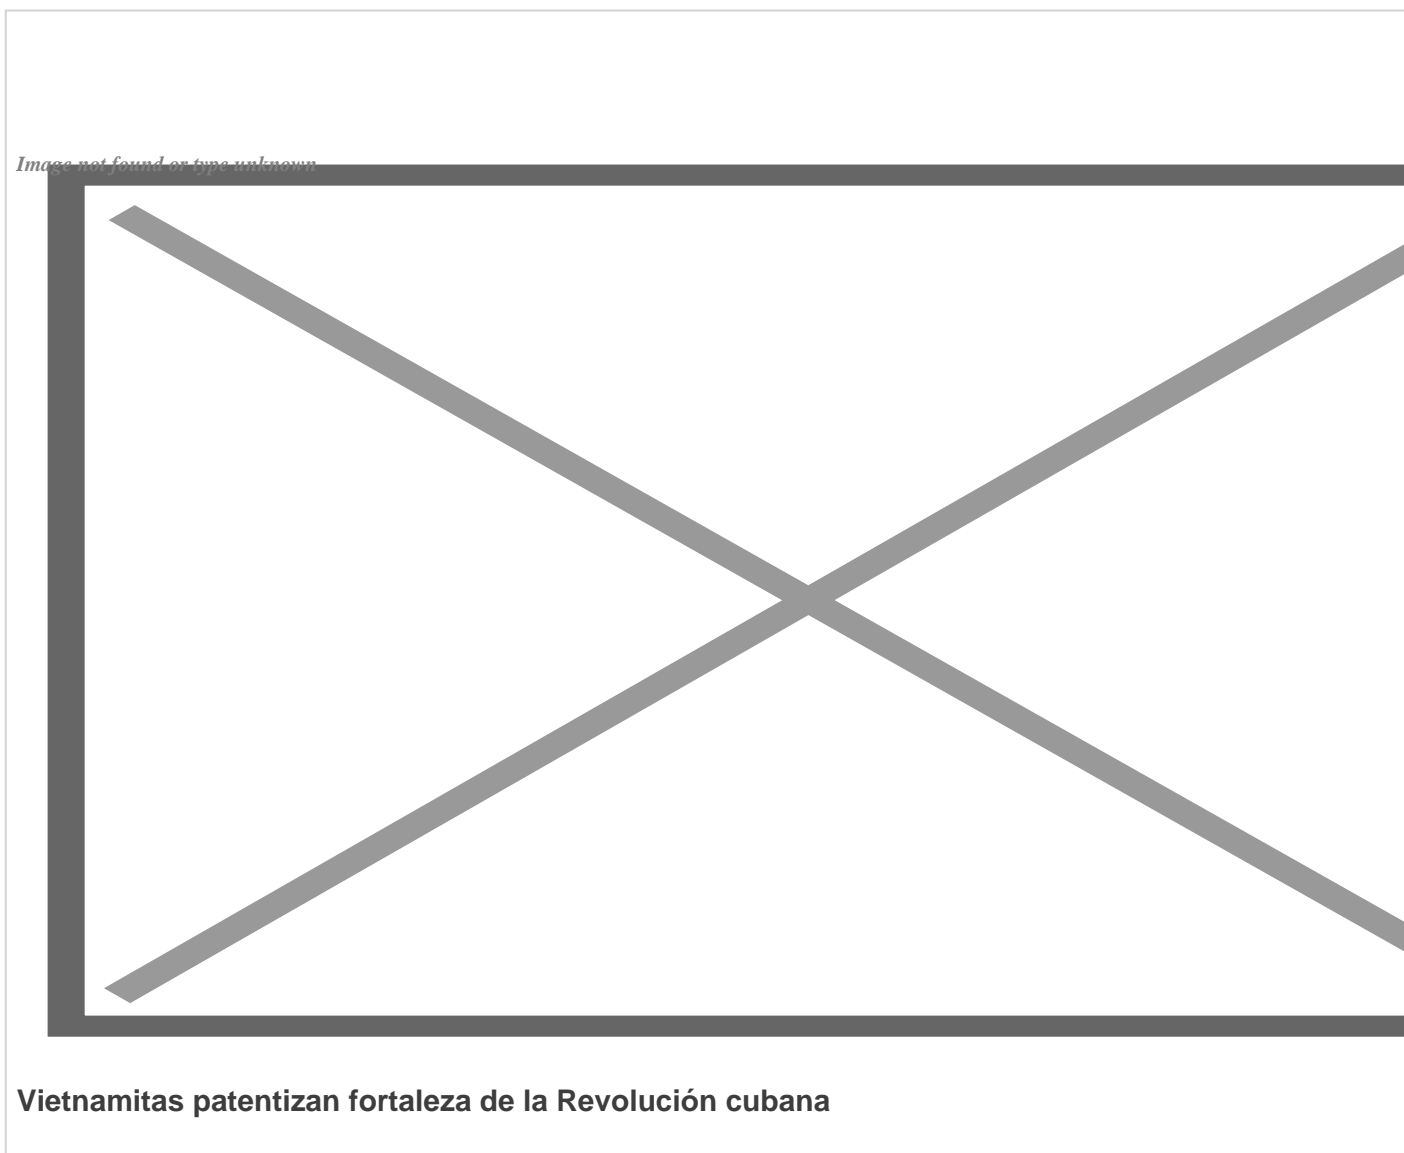 Image not found or type unknown
Vietnamitas patentizan fortaleza de la Revolución cubana